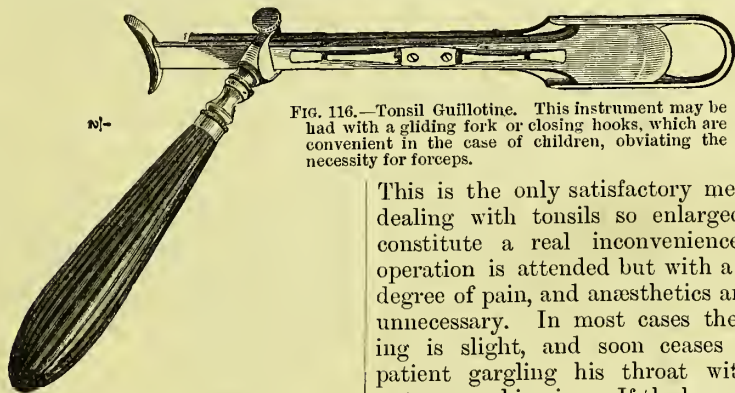 FIG. 116.—Tonsil Guillotine. This instrument may be
had with a gliding fork or closing hooks, which are
convenient in the case of children, obviating the
necessity for forceps.
This is the only satisfactory me
dealing with tonsils so enlarged
constitute a real inconvenience
operation is attended but with a
degree of pain, and anæsthetics a
unnecessary. In most cases the
ing is slight, and soon ceases
patient gargling his throat wi